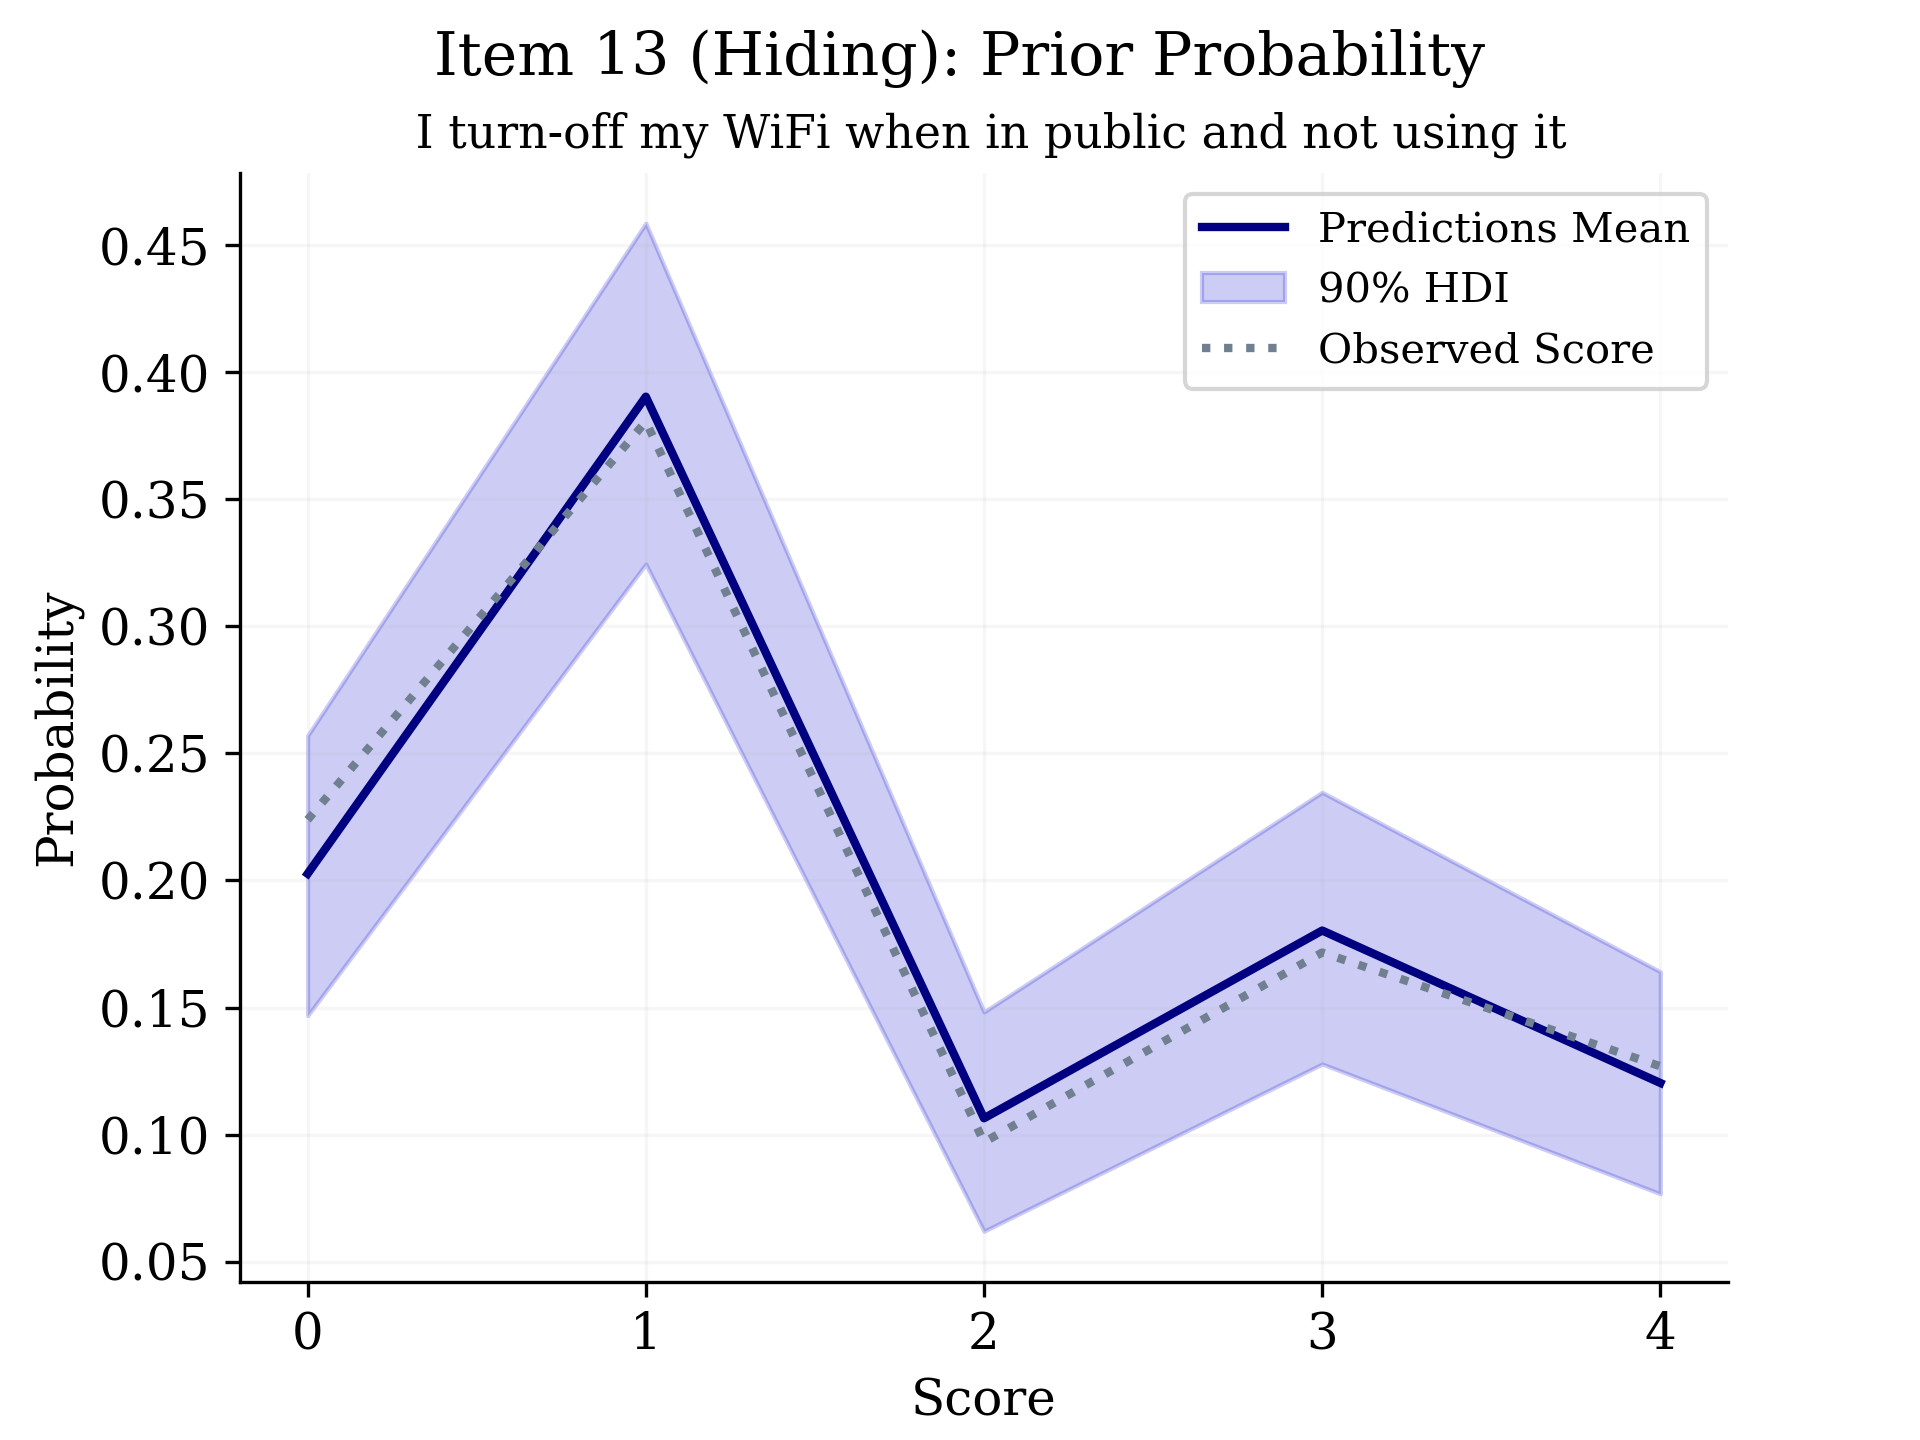 Item 13 (Hiding): Prior Probability
I turn-off my WiFi when in public and not using it
Predictions Mean
90% HDI
Observed Score
Probability
0.45
0.40
0.35
0.30
0.25
0.20
0.15
0.10
0.05
0 1 2 3 4
Score